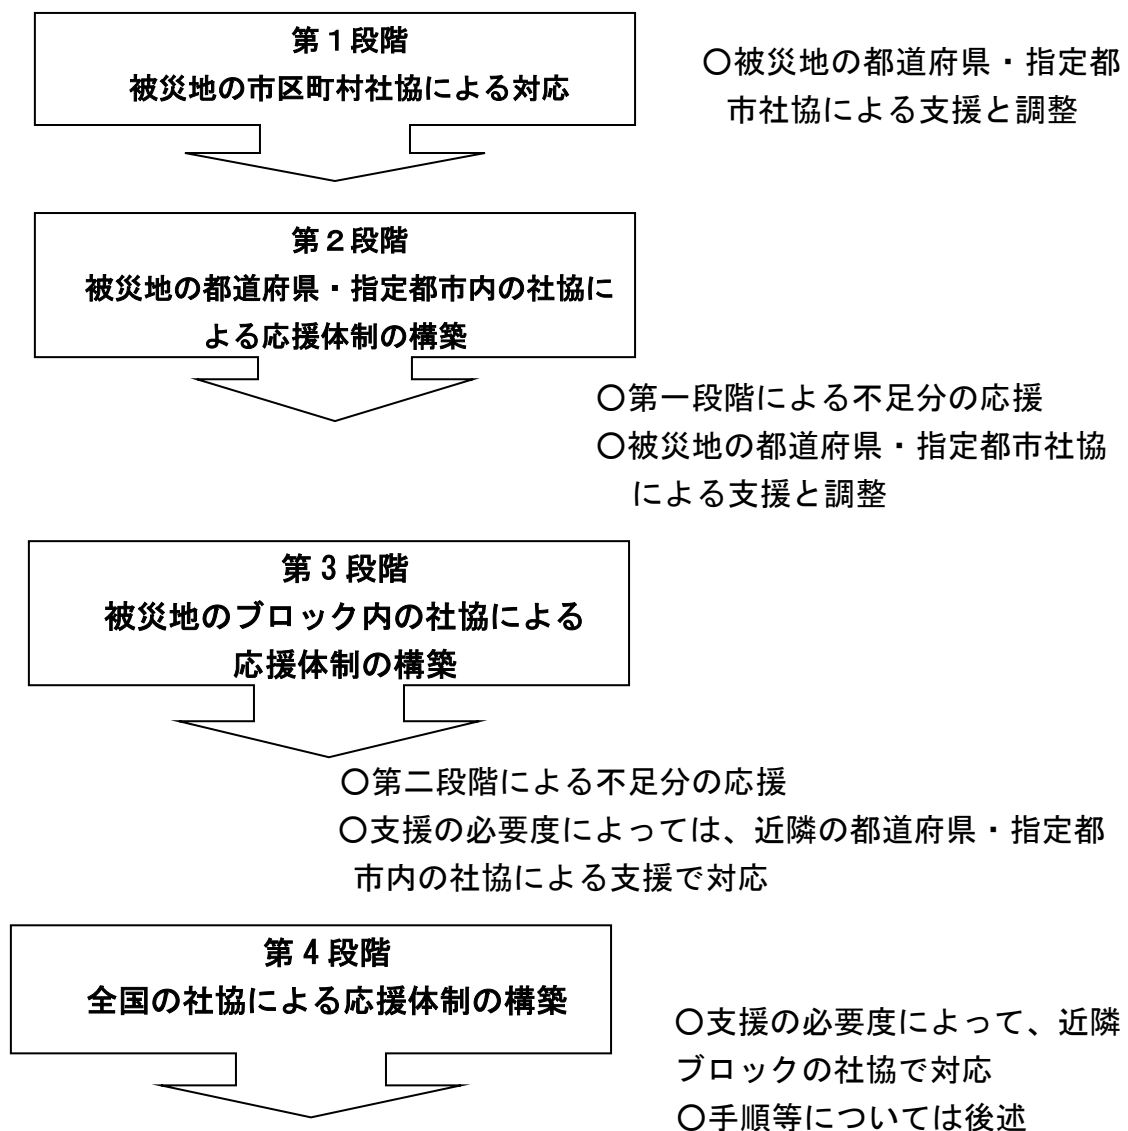 第１段階
被災地の市区町村社協による対応
〇被災地の都道府県・指定都
市社協による支援と調整
第２段階
被災地の都道府県・指定都市内の社協に
よる応援体制の構築
〇第一段階による不足分の応援
〇被災地の都道府県・指定都市社協
による支援と調整
第３段階
被災地のブロック内の社協による
応援体制の構築
〇第二段階による不足分の応援
〇支援の必要度によっては、近隣の都道府県・指定都
市内の社協による支援で対応
第４段階
全国の社協による応援体制の構築
〇支援の必要度によって、近隣
ブロックの社協で対応
〇手順等については後述